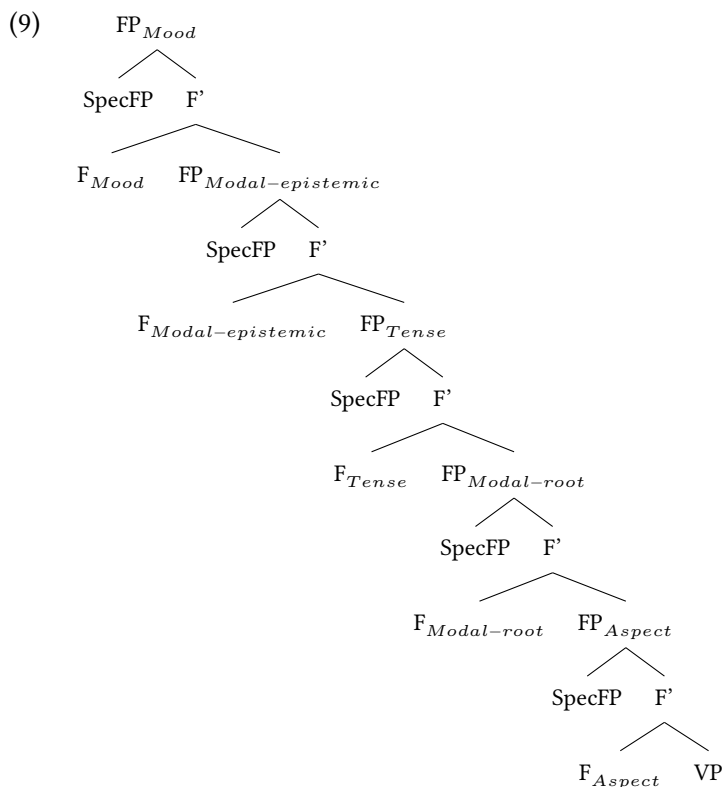 (9) FP_Mood
SpecFP F’
F_Mood FP_Modal−epistemic
SpecFP F’
F_Modal−epistemic FP_Tense
SpecFP F’
F_Tense FP_Modal−root
SpecFP F’
F_Modal−root FP_Aspect
SpecFP F’
F_Aspect VP